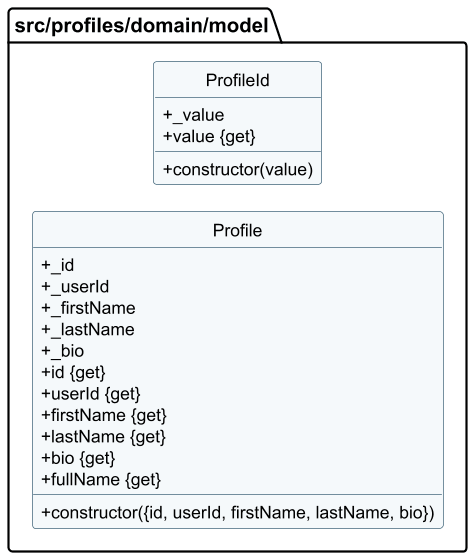 src/profiles/domain/model
ProfileId
+_value
+value {get}
+constructor(value)
Profile
+_id
+_userId
+_firstName
+_lastName
+_bio
+id {get}
+userId {get}
+firstName {get}
+lastName {get}
+bio {get}
+fullName {get}
+constructor({id, userId, firstName, lastName, bio})